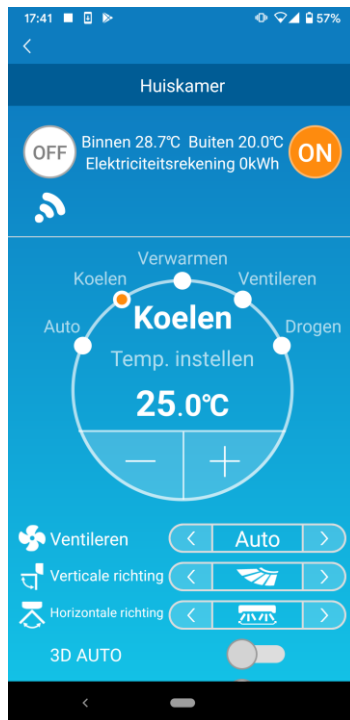 17:41 57%
Huiskamer
OFF
Binnen 28.7℃ Buiten 20.0℃
Elektriciteitsrekening 0kWh
ON
Verwarmen
Koelen Ventileren
Auto Koelen Drogen
Temp. instellen
25.0℃
Ventileren Auto
Verticale richting
Horizontale richting
3D AUTO